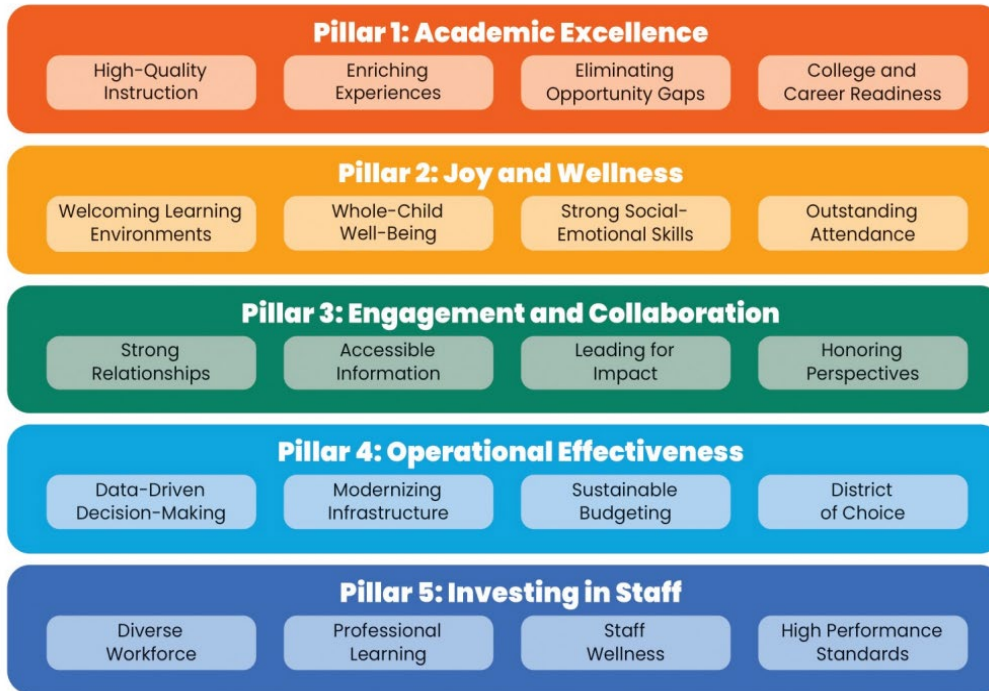 Pillar 1: Academic Excellence
High-Quality
Instruction
Enriching
Experiences
Eliminating
Opportunity Gaps
College and
Career Readiness
Pillar 2: Joy and Wellness
Welcoming Learning
Environments
Whole-Child
Well-Being
Strong Social-
Emotional Skills
Outstanding
Attendance
Pillar 3: Engagement and Collaboration
Strong
Relationships
Accessible
Information
Leading for
Impact
Honoring
Perspectives
Pillar 4: Operational Effectiveness
Data-Driven
Decision-Making
Modernizing
Infrastructure
Sustainable
Budgeting
District
of Choice
Pillar 5: Investing in Staff
Diverse
Workforce
Professional
Learning
Staff
Wellness
High Performance
Standards